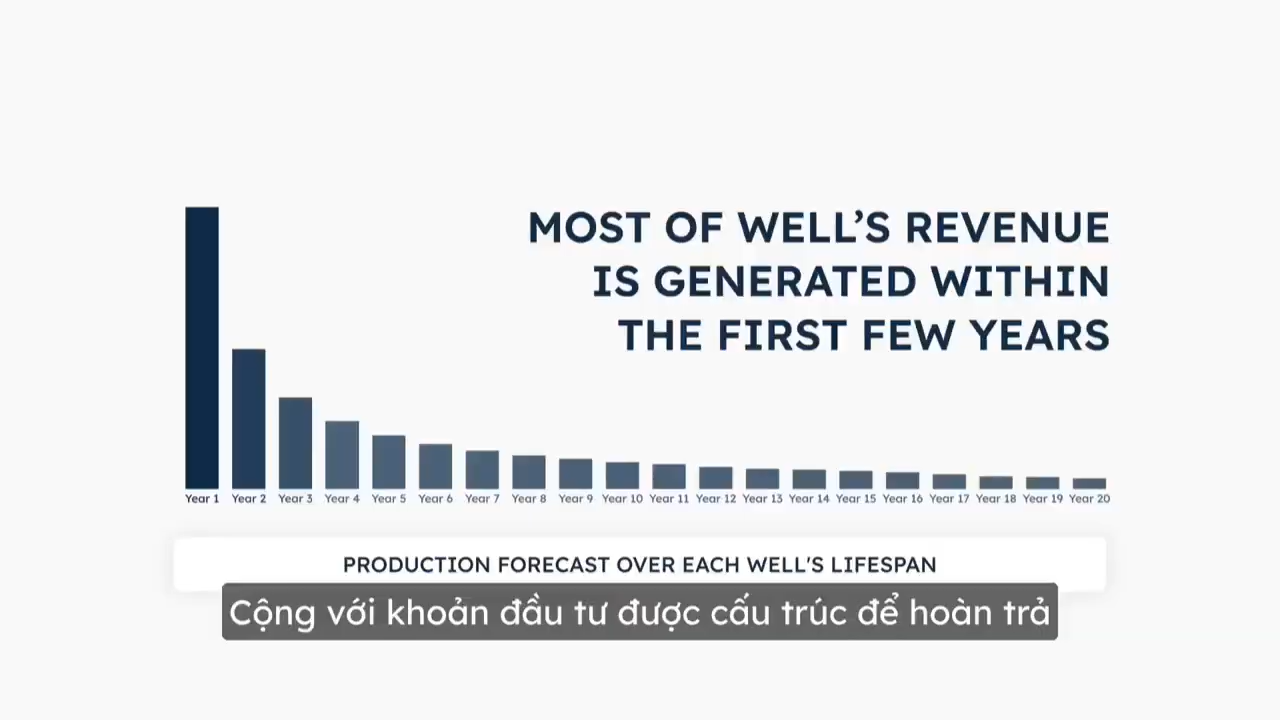 MOST OF WELL’S REVENUE
IS GENERATED WITHIN
THE FIRST FEW YEARS
Year 1 Year 2 Year 3 Year 4 Year 5 Year 6 Year 7 Year 8 Year 9 Year 10 Year 11 Year 12 Year 13 Year 14 Year 15 Year 16 Year 17 Year 18 Year 19 Year 20
PRODUCTION FORECAST OVER EACH WELL'S LIFESPAN
Cộng với khoản đầu tư được cấu trúc để hoàn trả